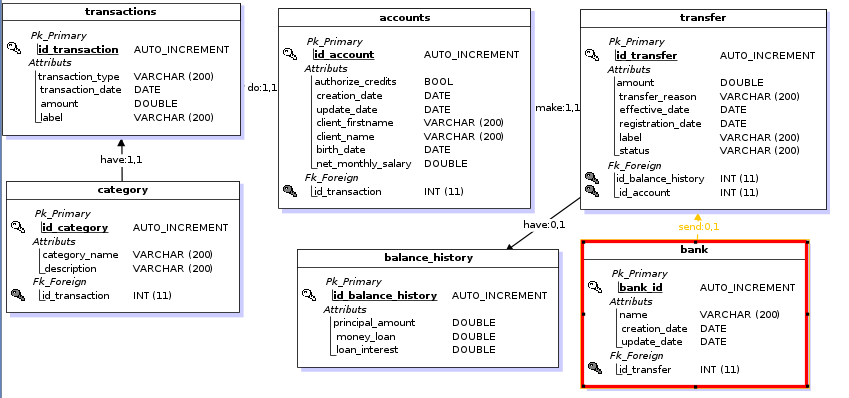 transactions
Pk_Primary
id_transaction AUTO_INCREMENT
Attributs
transaction_type VARCHAR (200)
transaction_date DATE
amount DOUBLE
label VARCHAR (200)
do:1,1
accounts
Pk_Primary
id_account AUTO_INCREMENT
Attributs
authorize_credits BOOL
creation_date DATE
update_date DATE
client_firstname VARCHAR (200)
client_name VARCHAR (200)
birth_date DATE
net_monthly_salary DOUBLE
Fk_Foreign
id_transaction INT (11)
make:1,1
transfer
Pk_Primary
id_transfer AUTO_INCREMENT
Attributs
amount DOUBLE
transfer_reason VARCHAR (200)
effective_date DATE
registration_date DATE
label VARCHAR (200)
status VARCHAR (200)
Fk_Foreign
id_balance_history INT (11)
id_account INT (11)
have:1,1
category
Pk_Primary
id_category AUTO_INCREMENT
Attributs
category_name VARCHAR (200)
description VARCHAR (200)
Fk_Foreign
id_transaction INT (11)
have:0,1
balance_history
Pk_Primary
id_balance_history AUTO_INCREMENT
Attributs
principal_amount DOUBLE
money_loan DOUBLE
loan_interest DOUBLE
send:0,1
bank
Pk_Primary
bank_id AUTO_INCREMENT
Attributs
name VARCHAR (200)
creation_date DATE
update_date DATE
Fk_Foreign
id_transfer INT (11)